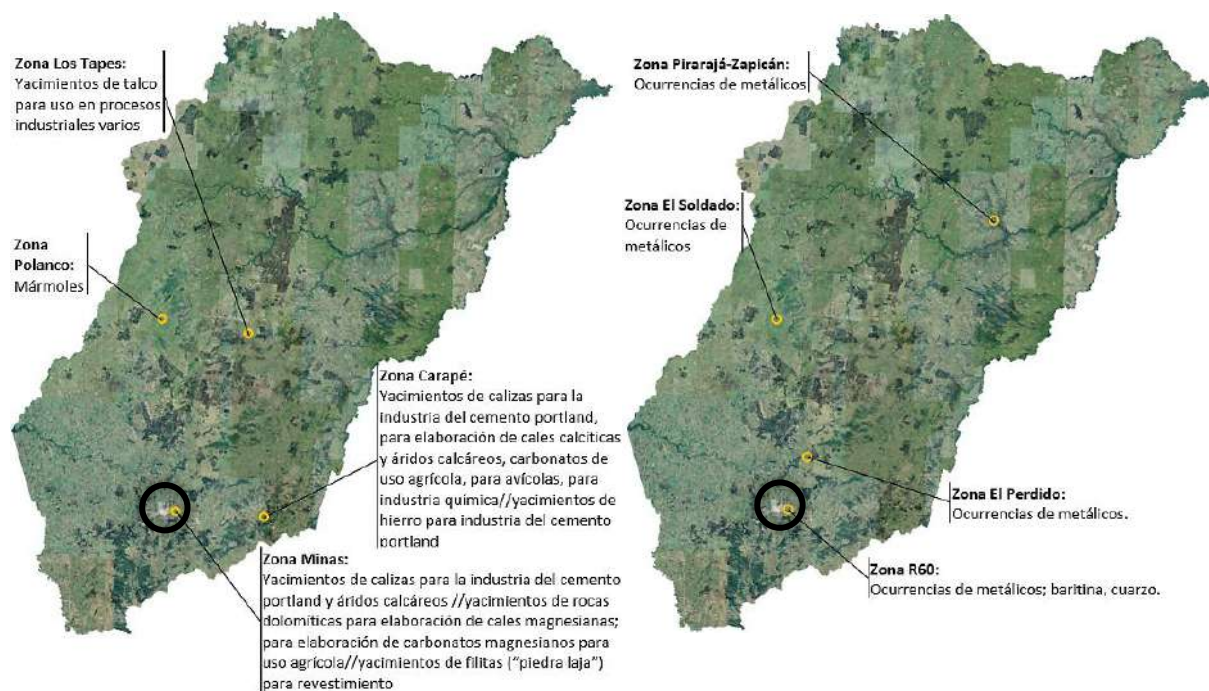 Zona Los Tapes:
Yacimientos de talco
para uso en procesos
industriales varios
Zona
Polanco:
Mármoles
Zona Carapé:
Yacimientos de calizas para la
industria del cemento portland,
para elaboración de cales calcíticas
y áridos calcáreos, carbonatos de
uso agrícola, para avícolas, para
industria química//yacimientos de
hierro para industria del cemento
portland
Zona Minas:
Yacimientos de calizas para la industria del cemento
portland y áridos calcáreos //yacimientos de rocas
dolomíticas para elaboración de cales magnesianas;
para elaboración de carbonatos magnesianos para
uso agrícola//yacimientos de filitas ("piedra laja")
para revestimiento
Zona Pirarajá-Zapicán:
Ocurrencias de metálicos
Zona El Soldado:
Ocurrencias de
metálicos
Zona El Perdido:
Ocurrencias de metálicos.
Zona R60:
Ocurrencias de metálicos; baritina, cuarzo.